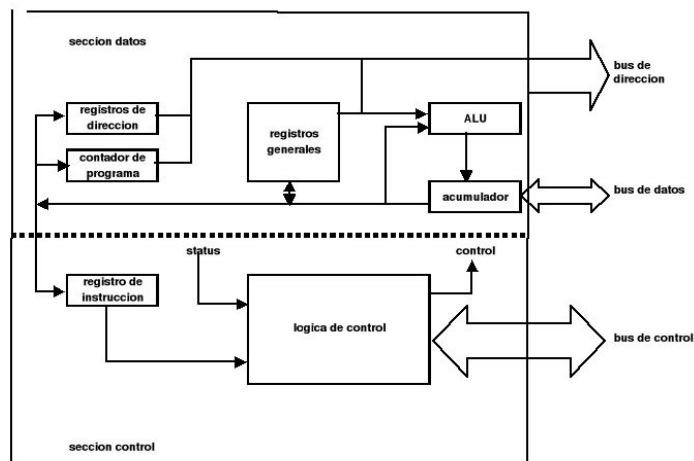 seccion datos
bus de
direccion
registros de
direccion
registros
generales
ALU
contador de
programa
acumulador
bus de datos
status
control
registro de
instruccion
logica de control
bus de control
seccion control